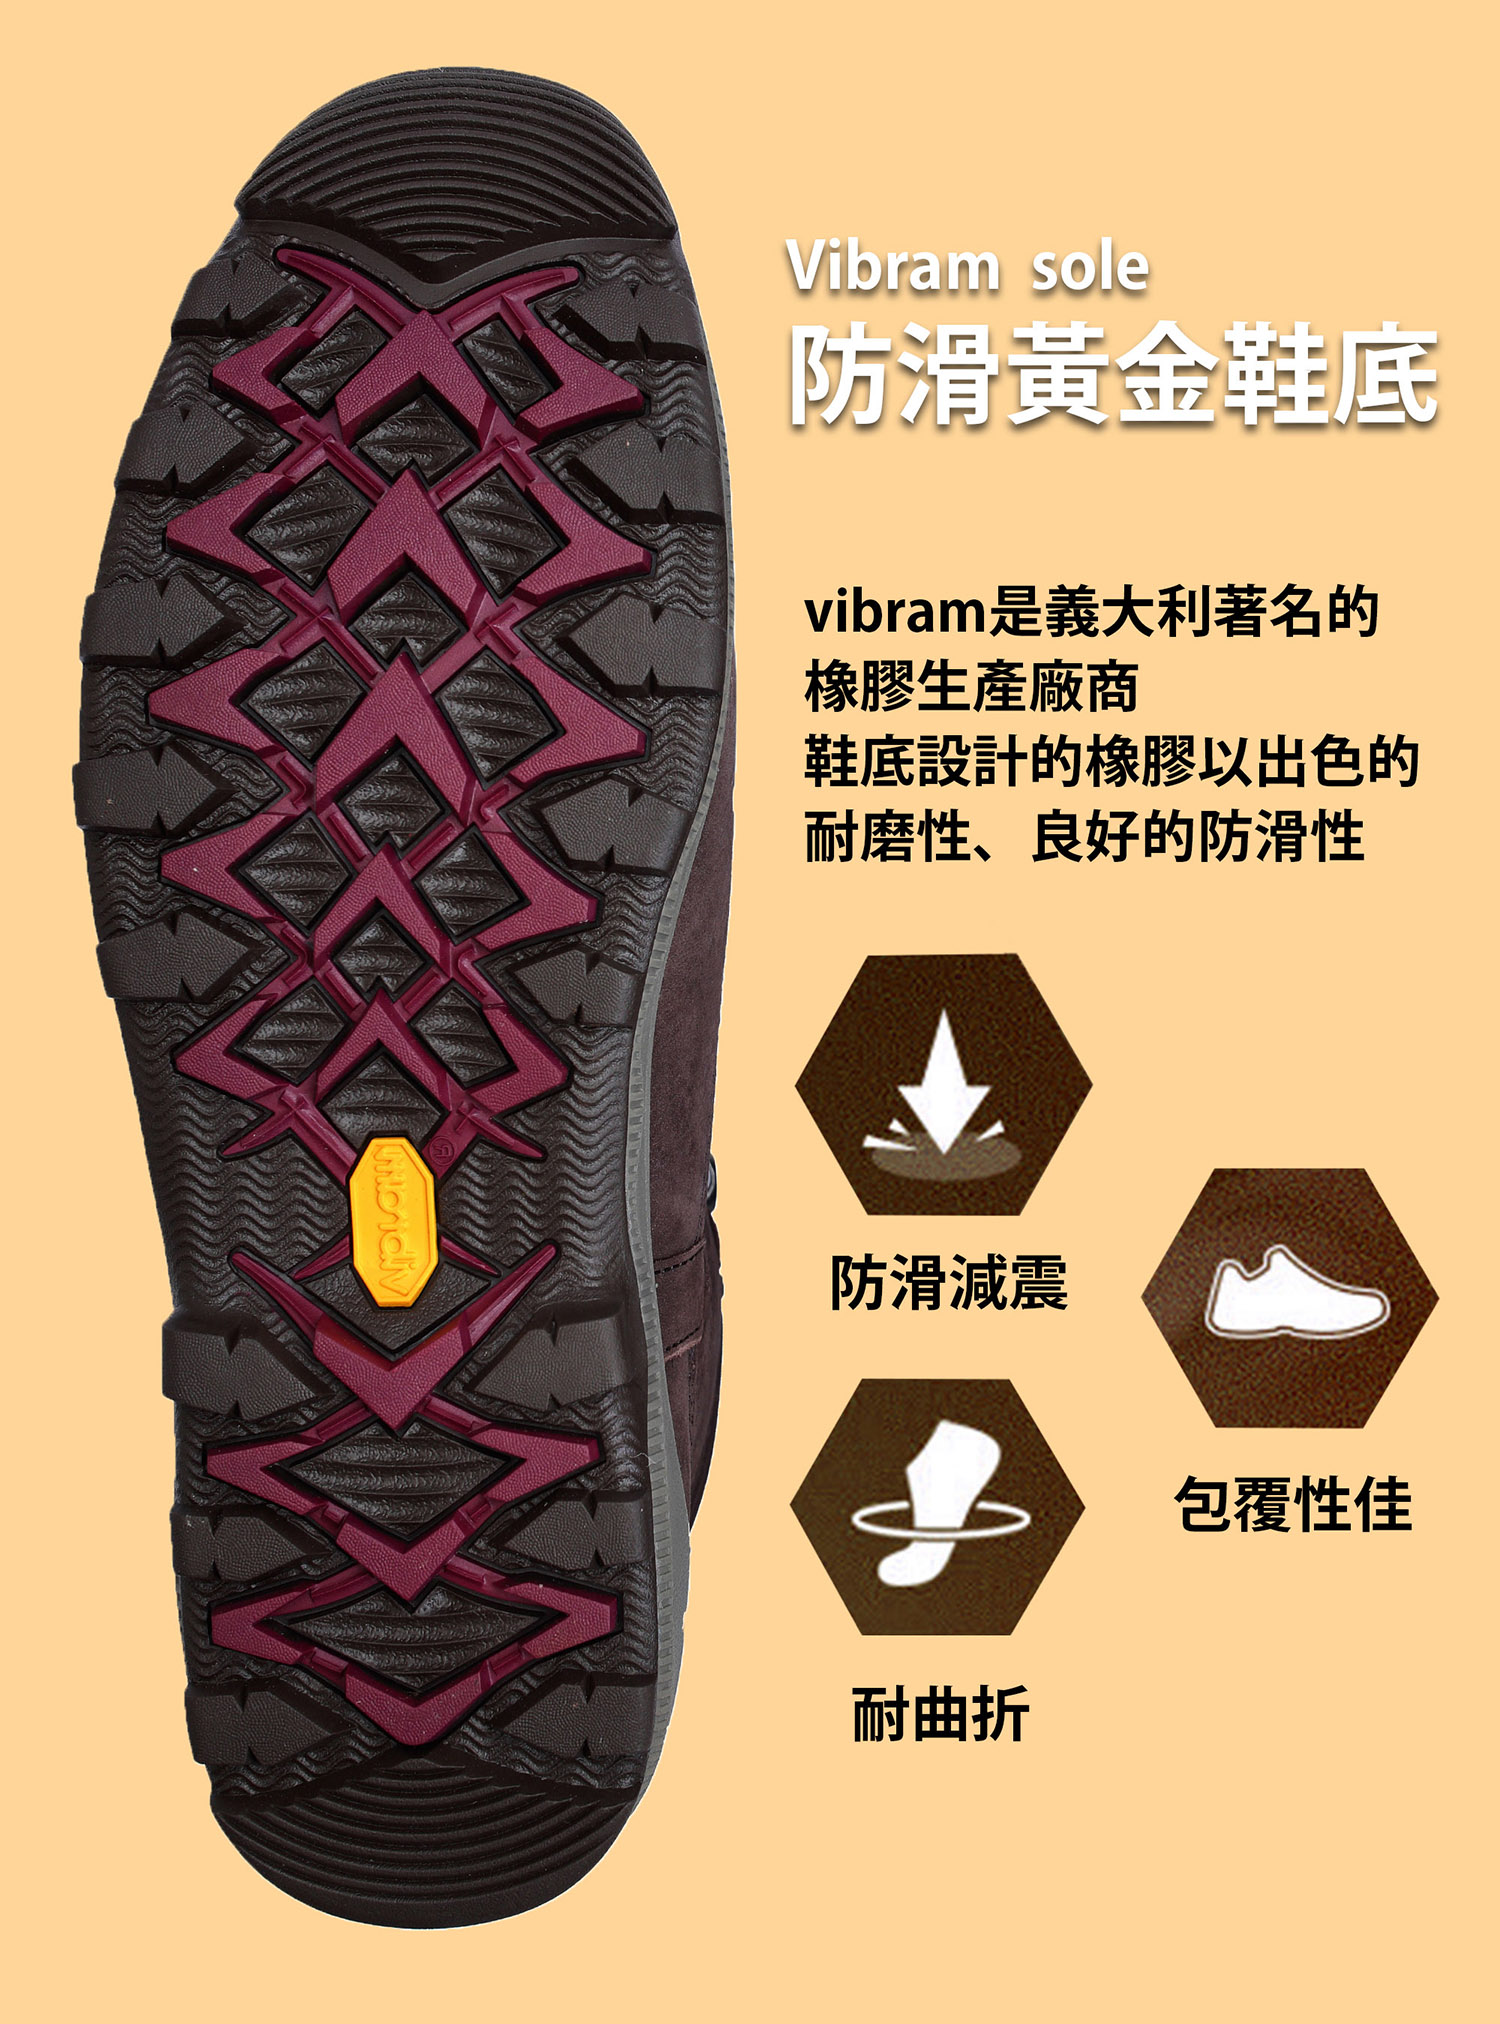 Vibram sole
防滑黃金鞋底
vibram是義大利著名的
橡膠生產廠商
鞋底設計的橡膠以出色的
耐磨性、良好的防滑性
防滑減震
包覆性佳
耐曲折
vibram
®